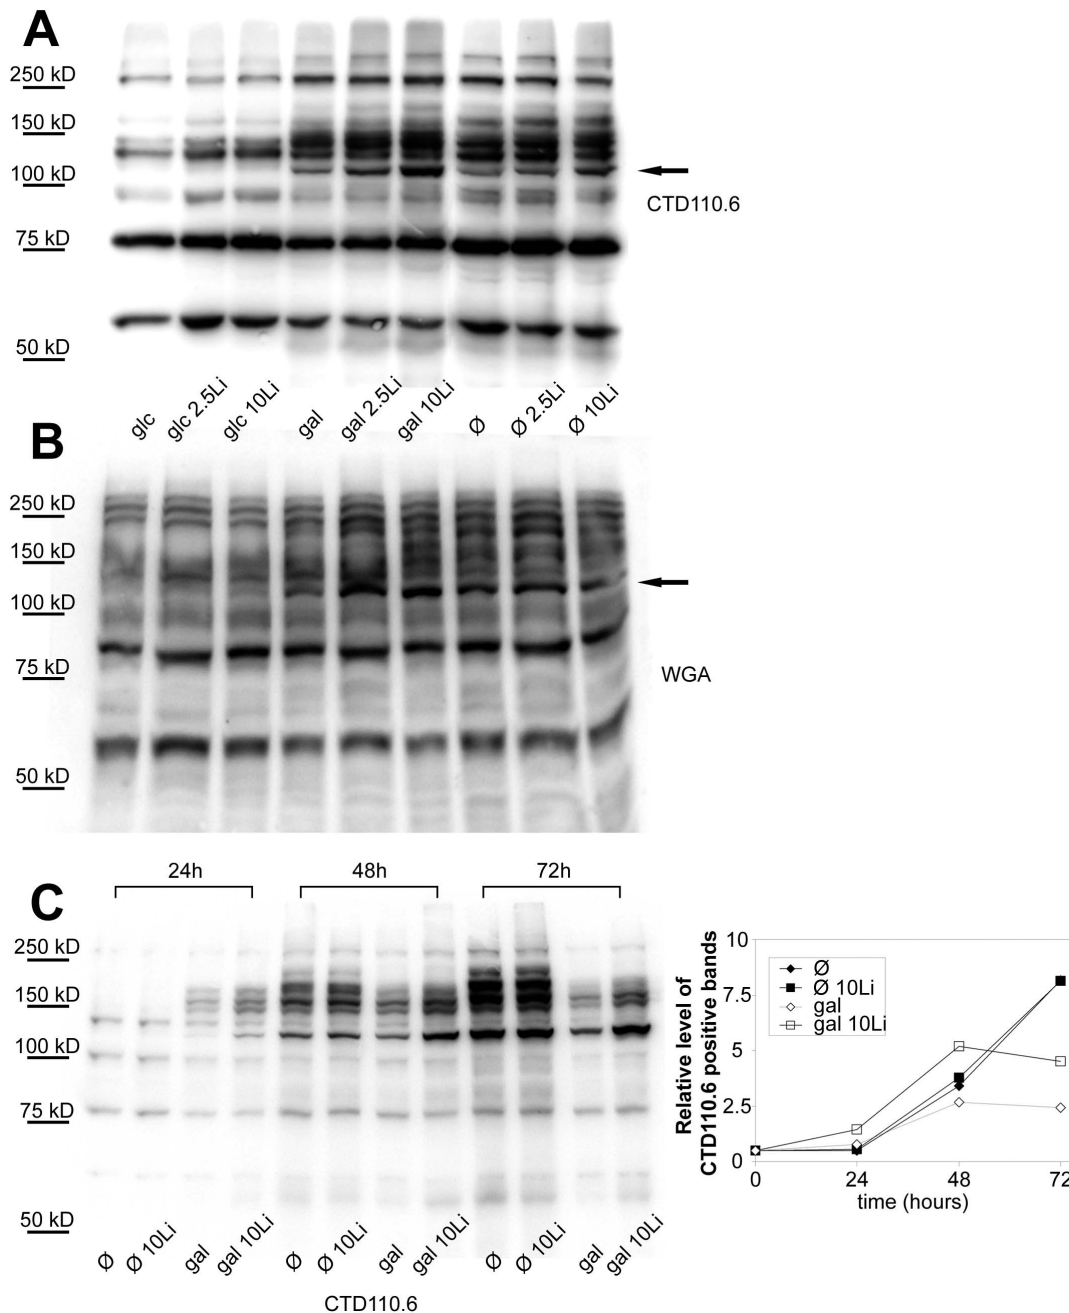 A
250 kD
150 kD
100 kD
75 kD
50 kD
CTD110.6
glc
glc 2.5Li
glc 10Li
gal
gal 2.5Li
gal 10Li
Ø
Ø 2.5Li
Ø 10Li
B
250 kD
150 kD
100 kD
75 kD
50 kD
WGA
C
24h
48h
72h
250 kD
150 kD
100 kD
75 kD
50 kD
Ø
Ø 10Li
gal
gal 10Li
Ø
Ø 10Li
gal
gal 10Li
Ø
Ø 10Li
gal
gal 10Li
CTD110.6
Relative level of
CTD110.6 positive bands
10
7.5
5
2.5
0
Ø
Ø 10Li
gal
gal 10Li
0
24
48
72
time (hours)